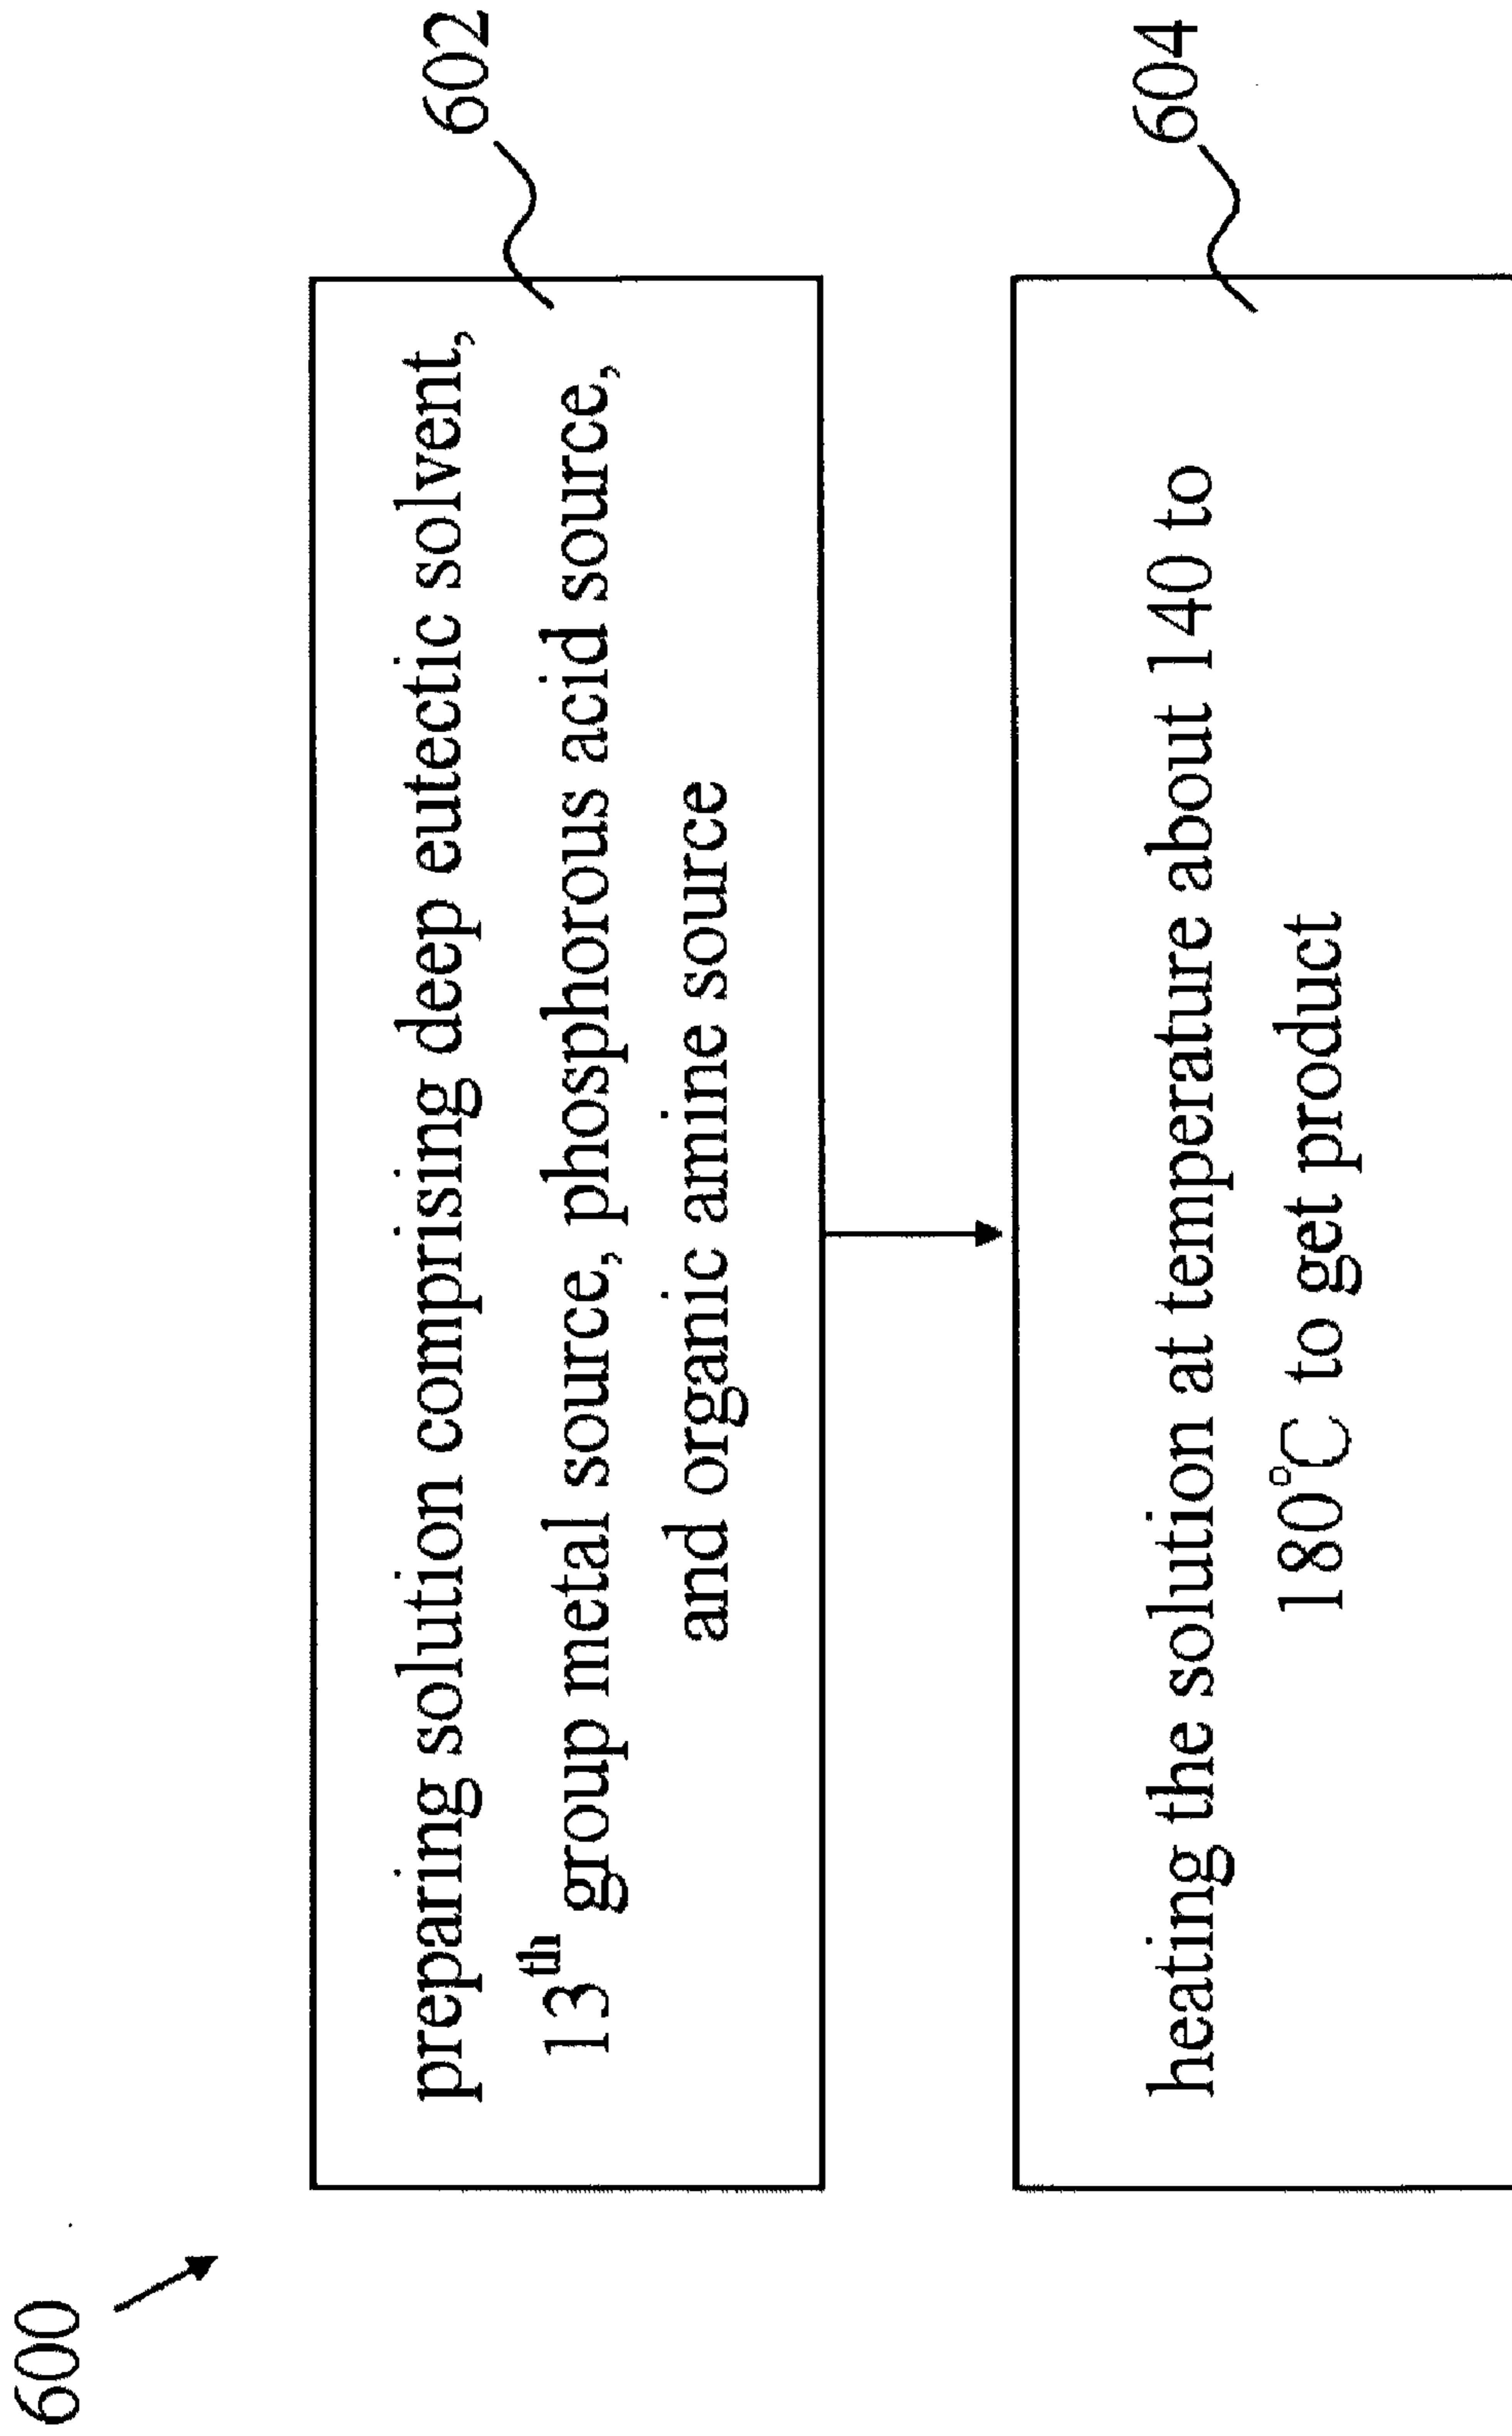 600
preparing solution comprising deep eutectic solvent,
13th group metal source, phosphorous acid source,
and organic amine source
602
heating the solution at temperature about 140 to
180°C to get product
604